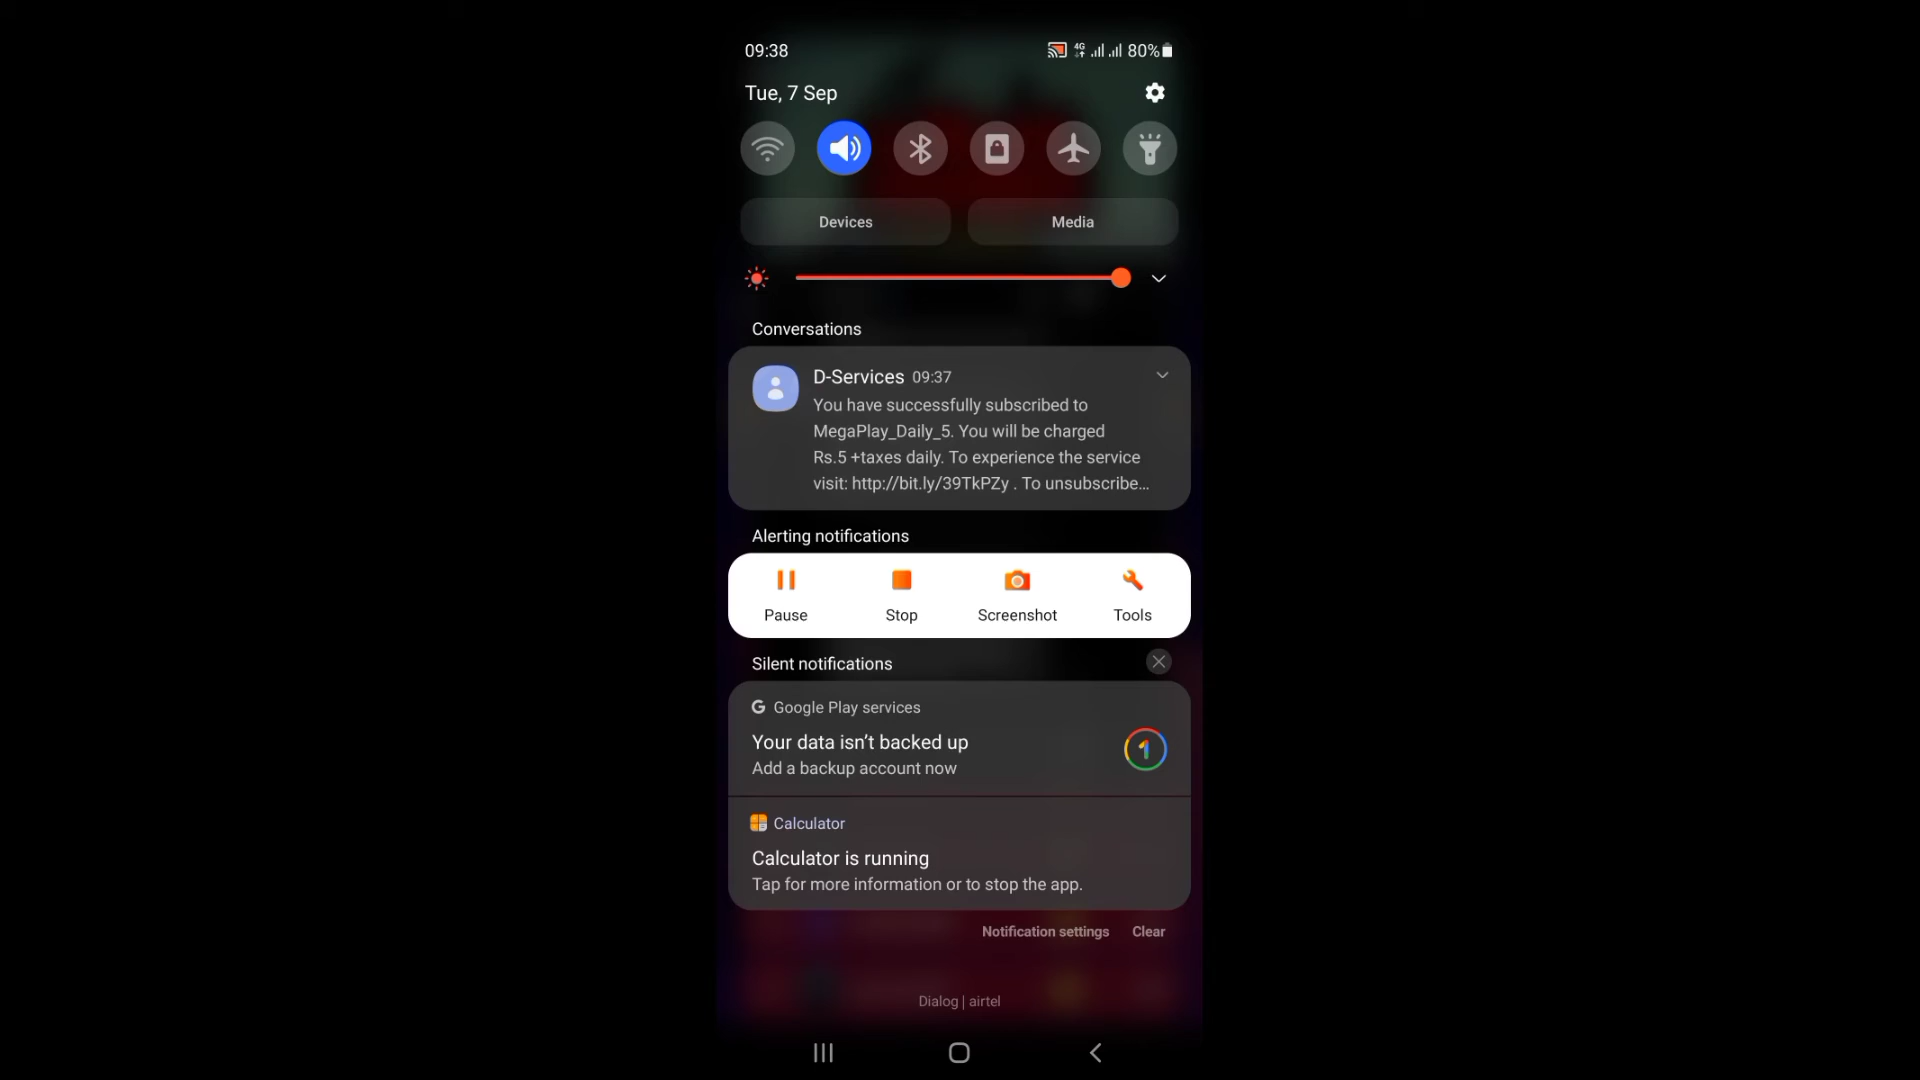 09:38
4G 80%
Tue, 7 Sep
Devices
Media
Conversations
D-Services 09:37
You have successfully subscribed to
MegaPlay_Daily_5. You will be charged
Rs.5 +taxes daily. To experience the service
visit: http://bit.ly/39TkPZy . To unsubscribe…
Alerting notifications
Pause
Stop
Screenshot
Tools
Silent notifications
Google Play services
Your data isn’t backed up
Add a backup account now
Calculator
Calculator is running
Tap for more information or to stop the app.
Notification settings
Clear
Dialog | airtel